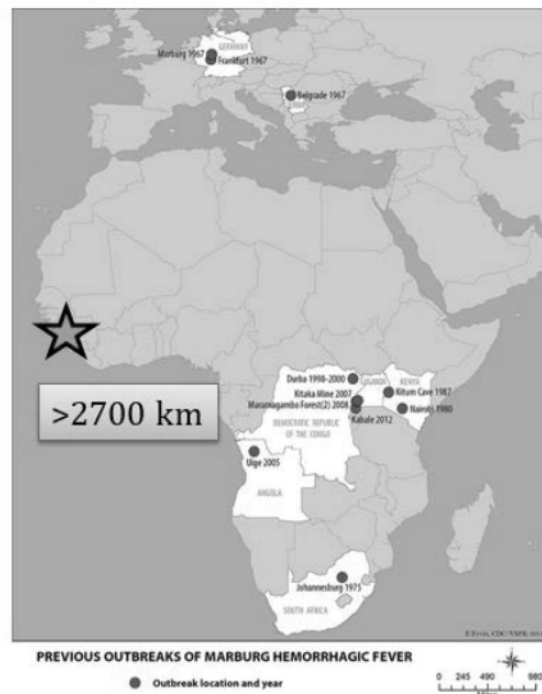 GERMANY
Marburg 1967
Frankfurt 1967
Belgrade 1967
>2700 km
Durba 1998-2000
UGANDA
KENYA
Kitum Cave 1987
Kitaka Mine 2007
Maramagambo Forest(2) 2008
Nairobi 1980
Kabale 2012
DEMOCRATIC REPUBLIC
OF THE CONGO
Uige 2005
ANGOLA
Johannesburg 1975
SOUTH AFRICA
PREVIOUS OUTBREAKS OF MARBURG HEMORRHAGIC FEVER
Outbreak location and year
0 245 490 980